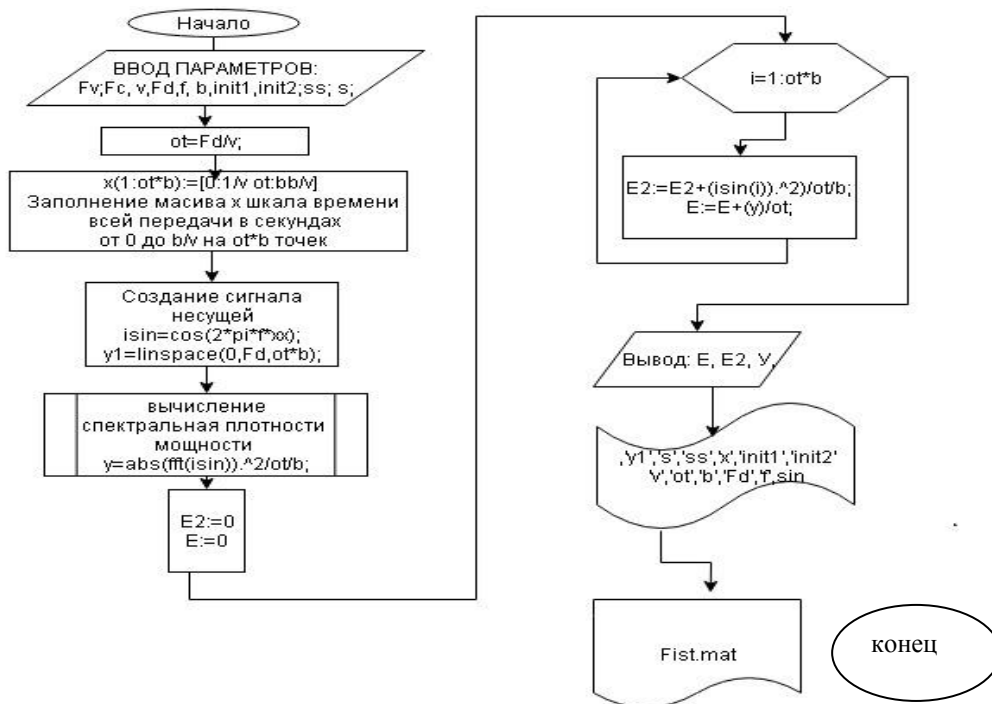 Начало
ВВОД ПАРАМЕТРОВ:
Fv;Fc, v,Fd,f, b,init1,init2;ss; s;
ot=Fd/v;
x(1:ot*b):=[0:1/v ot:bb/v]
Заполнение масива x шкала времени
всей передачи в секундах
от 0 до b/v на ot*b точек
Создание сигнала
несущей
isin=cos(2*pi*f*xx);
y1=linspace(0,Fd,ot*b);
вычисление
спектральная плотности
мощности
y=abs(fft(isin)).^2/ot/b;
E2:=0
E:=0
i=1:ot*b
E2:=E2+(isin(i)).^2)/ot/b;
E:=E+(y)/ot;
Вывод: E, E2, У,
,y1','s','ss','x','init1','init2'
v','ot','b','Fd','f',sin
Fist.mat
конец